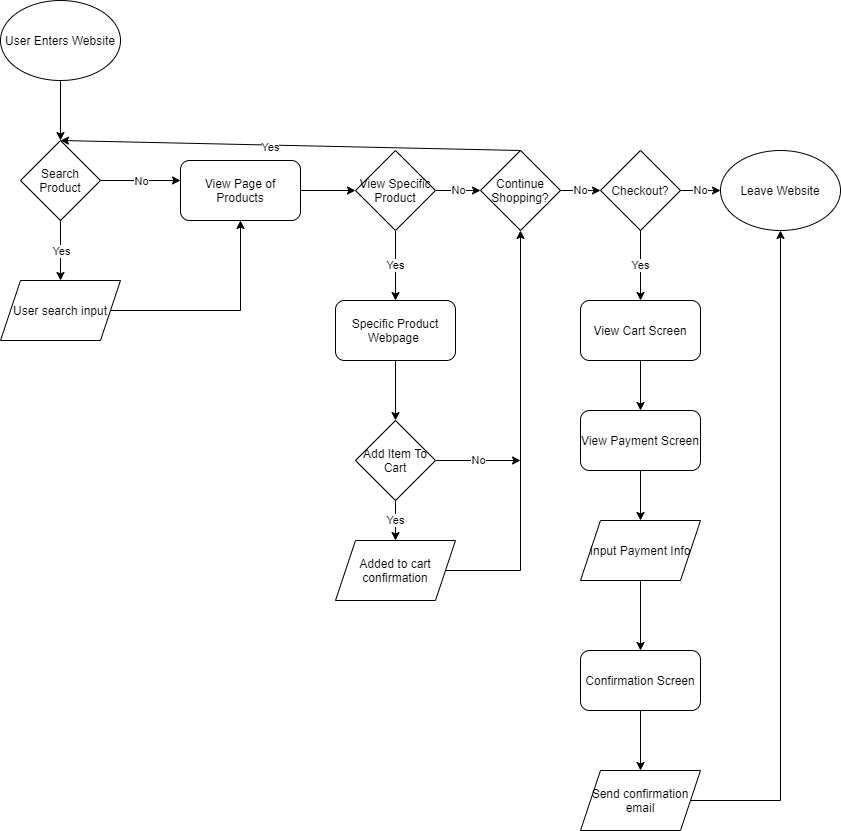 User Enters Website
Yes
Search
Product
No
View Page of
Products
View Specific
Product
No
Continue
Shopping?
No
Checkout?
No
Leave Website
Yes
Yes
Yes
User search input
Specific Product
Webpage
View Cart Screen
View Payment Screen
Add Item To
Cart
No
Yes
Added to cart
confirmation
Input Payment Info
Confirmation Screen
Send confirmation
email